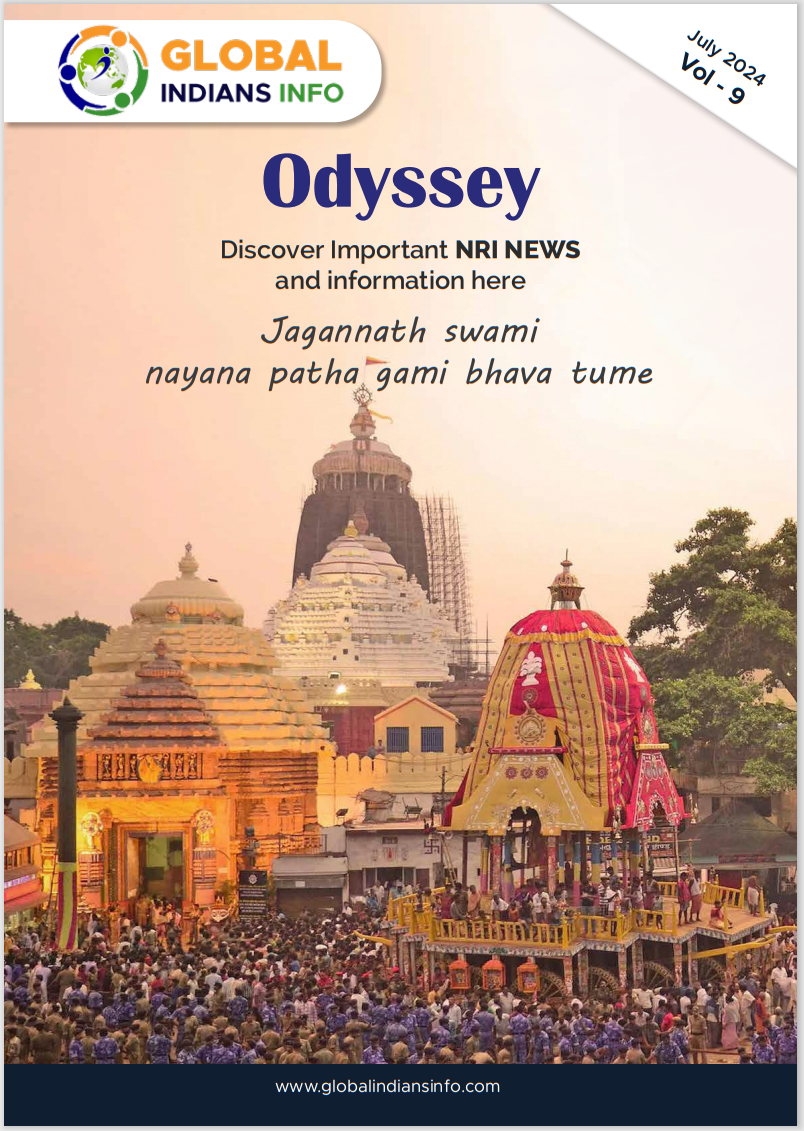 GLOBAL
INDIANS INFO
July 2024
Vol - 9
Odyssey
Discover Important NRI NEWS
and information here
Jagannath swami
nayana patha gami bhava tume
www.globalindiansinfo.com